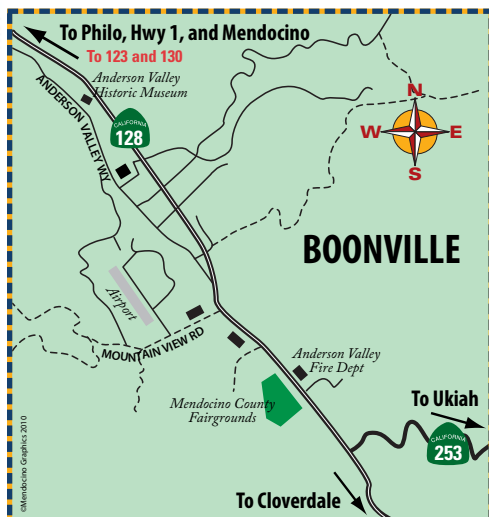 To Philo, Hwy 1, and Mendocino
To 123 and 130
Anderson Valley
Historic Museum
ANDERSON VALLEY WY
CALIFORNIA
128
N
W
E
S
BOONVILLE
Airport
MOUNTAIN VIEW RD
Anderson Valley
Fire Dept
Mendocino County
Fairgrounds
To Ukiah
CALIFORNIA
253
To Cloverdale
©Mendocino Graphics 2010